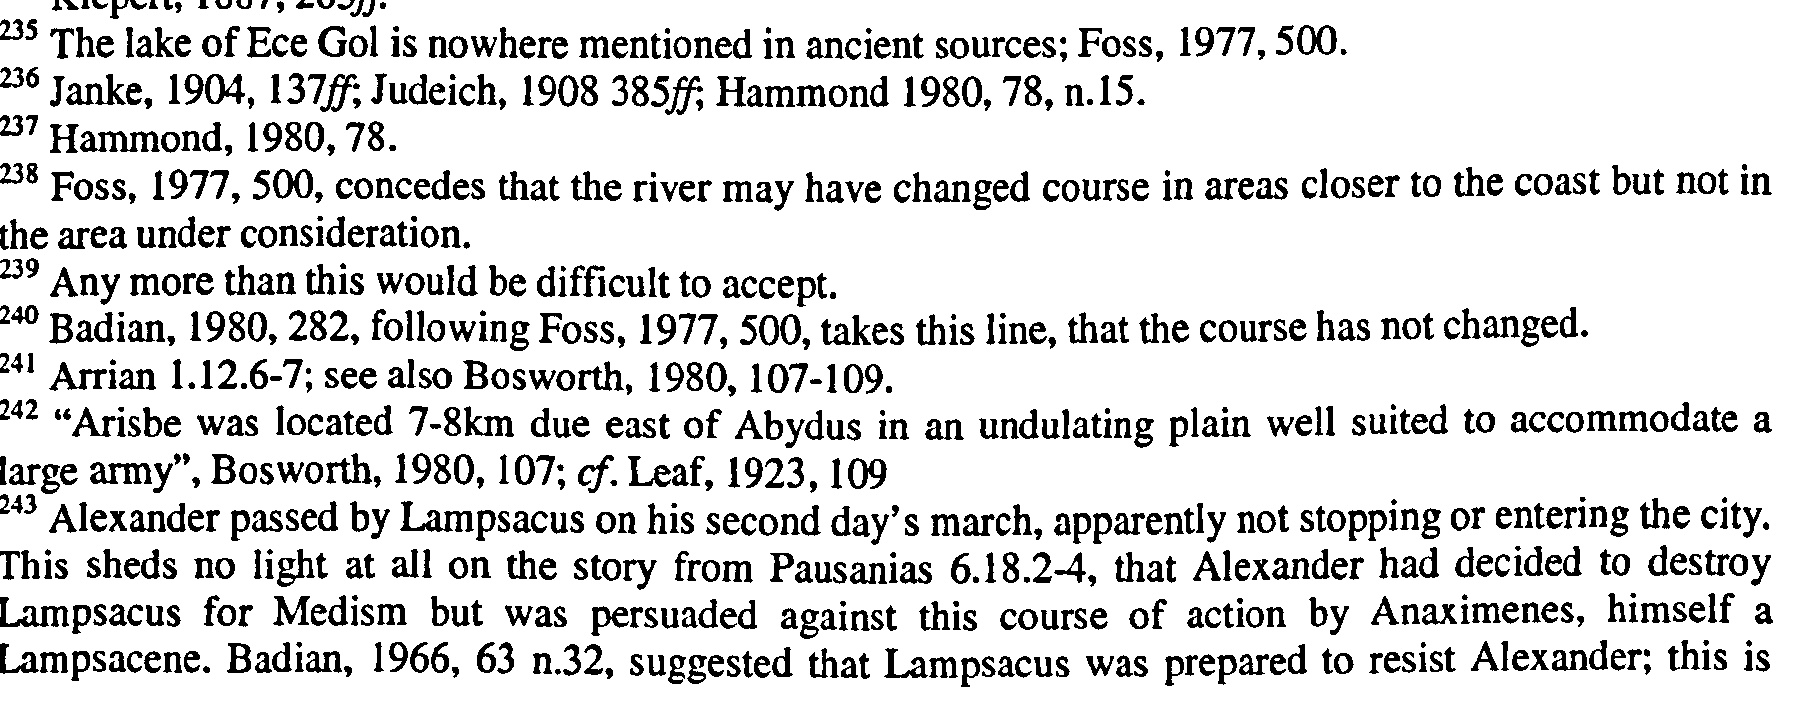 235 The lake of Ece Gol is nowhere mentioned in ancient sources; Foss, 1977, 500.
236 Janke, 1904, 137ff; Judeich, 1908 385ff; Hammond 1980, 78, n.15.
237 Hammond, 1980, 78.
238 Foss, 1977, 500, concedes that the river may have changed course in areas closer to the coast but not in
the area under consideration.
239 Any more than this would be difficult to accept.
240 Badian, 1980, 282, following Foss, 1977, 500, takes this line, that the course has not changed.
241 Arrian 1.12.6-7; see also Bosworth, 1980, 107-109.
242 “Arisbe was located 7-8km due east of Abydus in an undulating plain well suited to accommodate a
large army”, Bosworth, 1980, 107; cf. Leaf, 1923, 109
243 Alexander passed by Lampsacus on his second day’s march, apparently not stopping or entering the city.
This sheds no light at all on the story from Pausanias 6.18.2-4, that Alexander had decided to destroy
Lampsacus for Medism but was persuaded against this course of action by Anaximenes, himself a
Lampsacene. Badian, 1966, 63 n.32, suggested that Lampsacus was prepared to resist Alexander; this is